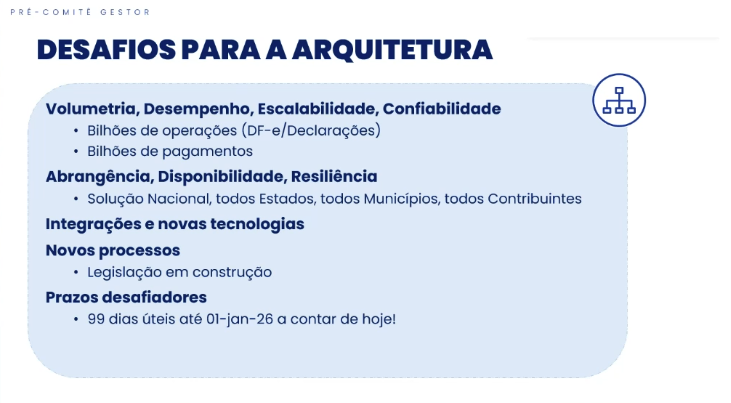 PRÉ-COMITÊ GESTOR
DESAFIOS PARA A ARQUITETURA
Volumetria, Desempenho, Escalabilidade, Confiabilidade
• Bilhões de operações (DF-e/Declarações)
• Bilhões de pagamentos
Abrangência, Disponibilidade, Resiliência
• Solução Nacional, todos Estados, todos Municípios, todos Contribuintes
Integrações e novas tecnologias
Novos processos
• Legislação em construção
Prazos desafiadores
• 99 dias úteis até 01-jan-26 a contar de hoje!